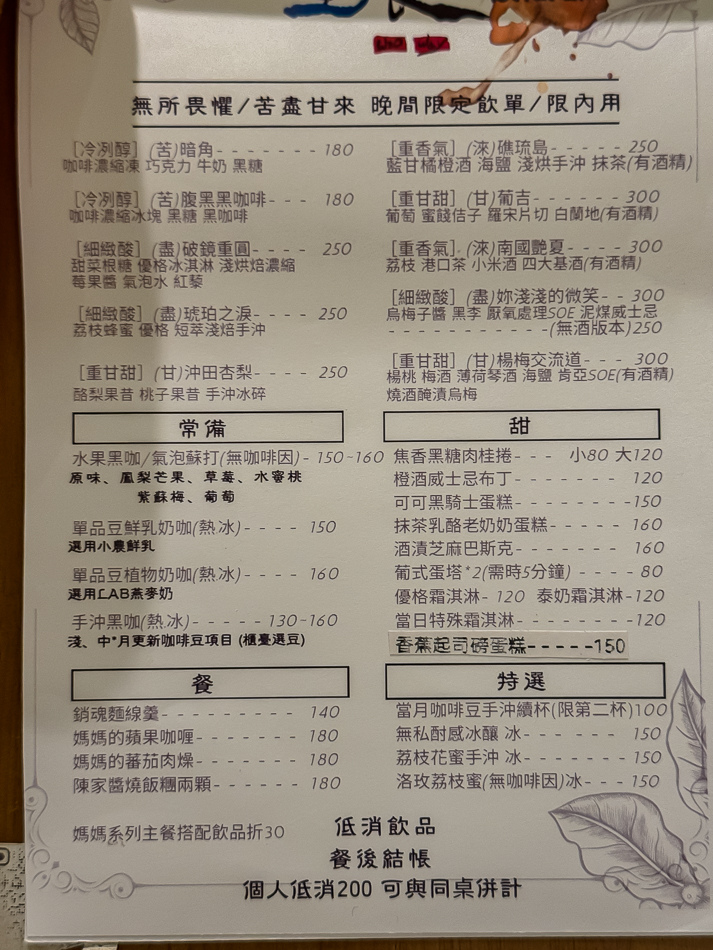 無所畏懼/苦盡甘來 晚間限定飲單/限內用
[冷冽醇] (苦)暗角- - - - - - - 180
咖啡濃縮凍 巧克力 牛奶 黑糖
[冷冽醇] (苦)腹黑黑咖啡- - - 180
咖啡濃縮冰塊 黑糖 黑咖啡
[細緻酸] (盡)破鏡重圓- - - - 250
甜菜根糖 優格冰淇淋 淺烘焙濃縮
莓果醬 氣泡水 紅藜
[細緻酸] (盡)琥珀之淚- - - - 250
荔枝蜂蜜 優格 短萃淺焙手沖
[重甘甜] (甘)沖田杏梨- - - - 250
酪梨果昔 桃子果昔 手沖冰碎
[重香氣] (淶)礁琉島- - - - - 250
藍甘橘橙酒 海鹽 淺烘手沖 抹茶(有酒精)
[重甘甜] (甘)葡吉- - - - - - 300
葡萄 蜜餞佶子 羅宋片切 白蘭地(有酒精)
[重香氣] (淶)南國艷夏- - - - 300
荔枝 港口茶 小米酒 四大基酒(有酒精)
[細緻酸] (盡)妳淺淺的微笑- - 300
烏梅子醬 黑李 厭氧處理SOE 泥煤威士忌
- - - - - - - - - - -(無酒版本)250
[重甘甜] (甘)楊梅交流道- - - 300
楊桃 梅酒 薄荷琴酒 海鹽 肯亞SOE(有酒精)
燒酒醃漬烏梅
常備
水果黑咖/氣泡蘇打(無咖啡因)- 150-160
原味、鳳梨芒果、草莓、水蜜桃
紫蘇梅、葡萄
單品豆鮮乳奶咖(熱.冰)- - - - 150
選用小農鮮乳
單品豆植物奶咖(熱.冰)- - - - 160
選用LAB燕麥奶
手沖黑咖(熱.冰)- - - - - 130-160
淺、中*月更新咖啡豆項目 (櫃臺選豆)
甜
焦香黑糖肉桂捲- - - 小80 大120
橙酒威士忌布丁- - - - - - 120
可可黑騎士蛋糕- - - - - - -150
抹茶乳酪老奶奶蛋糕- - - - 160
酒漬芝麻巴斯克- - - - - - 160
葡式蛋塔*2(需時5分鐘) - - - - 80
優格霜淇淋- 120 泰奶霜淇淋-120
當日特殊霜淇淋- - - - - - -120
香蕉起司磅蛋糕- - - - -150
餐
銷魂麵線羹- - - - - - - - 140
媽媽的蘋果咖喱- - - - - - 180
媽媽的蕃茄肉燥- - - - - - 180
陳家醬燒飯糰兩顆- - - - - 180
媽媽系列主餐搭配飲品折30
特選
當月咖啡豆手沖續杯(限第二杯)100
無私酎感冰釀 冰- - - - - - 150
荔枝花蜜手沖 冰- - - - - - 150
洛玫荔枝蜜(無咖啡因)冰- - - 150
低消飲品
餐後結帳
個人低消200 可與同桌併計